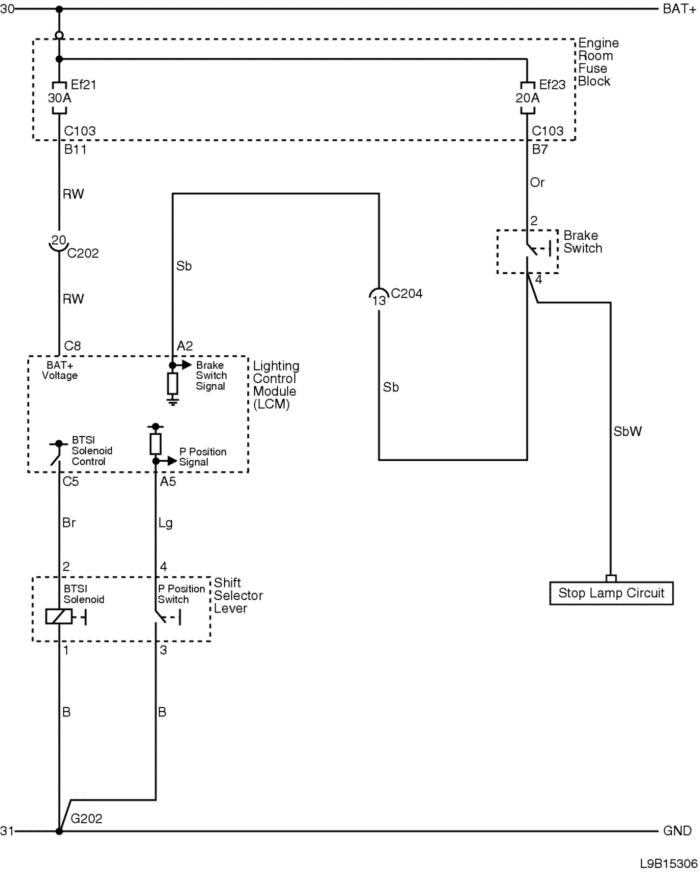 30
BAT+
Engine
Room
Fuse
Block
Ef21
30A
Ef23
20A
C103
C103
B11
B7
RW
Or
2
Brake
Switch
4
20
C202
Sb
C204
13
RW
C8
A2
BAT+
Voltage
Brake
Switch
Signal
Lighting
Control
Module
(LCM)
Sb
BTSI
Solenoid
Control
P Position
Signal
SbW
C5
A5
Br
Lg
2
4
BTSI
Solenoid
P Position
Switch
Shift
Selector
Lever
Stop Lamp Circuit
1
3
B
B
G202
31
GND
L9B15306